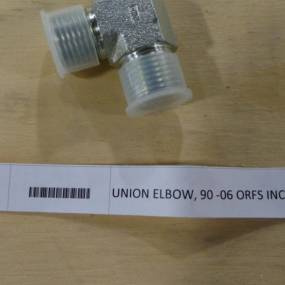 UNION ELBOW, 90 -06 ORFS INC